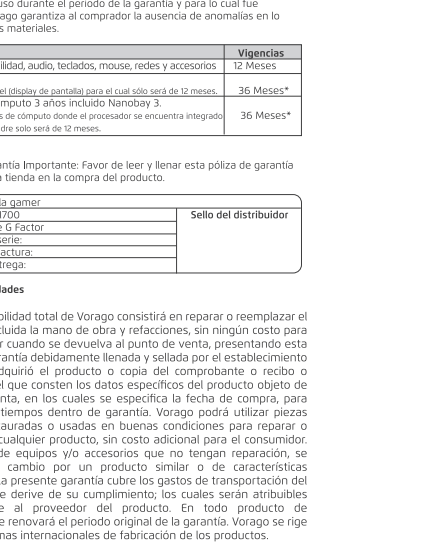 uso durante el periodo de la garantía y para lo cual fue
rago garantiza al comprador la ausencia de anomalías en lo
s materiales.
Vigencias
ilidad, audio, teclados, mouse, redes y accesorios 12 Meses
el (display de pantalla) para el cual sólo será de 12 meses. 36 Meses*
mputo 3 años incluido Nanobay 3.
s de cómputo donde el procesador se encuentra integrado 36 Meses*
dre solo será de 12 meses.
antía Importante: Favor de leer y llenar esta póliza de garantía
a tienda en la compra del producto.
la gamer
1700 Sello del distribuidor
e G Factor
serie:
actura:
trega:
dades
bilidad total de Vorago consistirá en reparar o reemplazar el
cluida la mano de obra y refacciones, sin ningún costo para
r cuando se devuelva al punto de venta, presentando esta
rantía debidamente llenada y sellada por el establecimiento
dquirió el producto o copia del comprobante o recibo o
el que consten los datos específicos del producto objeto de
nta, en los cuales se especifica la fecha de compra, para
tiempos dentro de garantía. Vorago podrá utilizar piezas
auradas o usadas en buenas condiciones para reparar o
cualquier producto, sin costo adicional para el consumidor.
de equipos y/o accesorios que no tengan reparación, se
cambio por un producto similar o de características
La presente garantía cubre los gastos de transportación del
e derive de su cumplimiento; los cuales serán atribuibles
e al proveedor del producto. En todo producto de
e renovará el periodo original de la garantía. Vorago se rige
mas internacionales de fabricación de los productos.